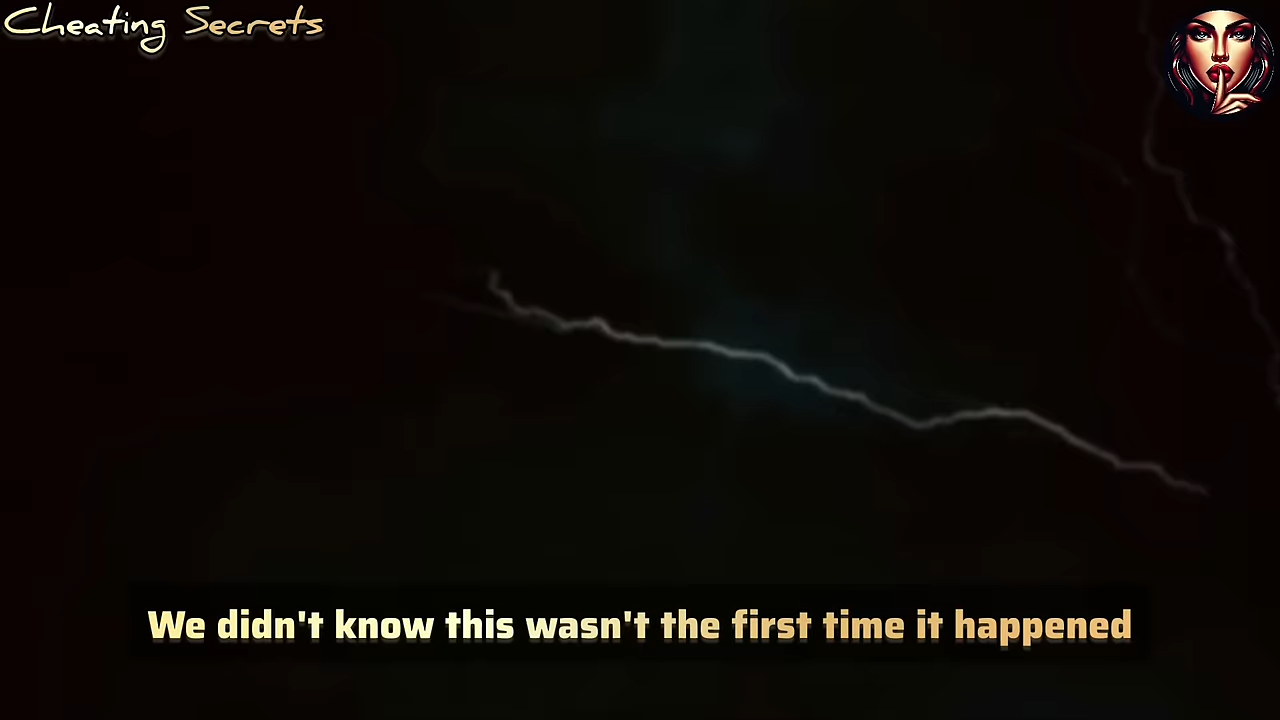 Cheating Secrets
We didn't know this wasn't the first time it happened